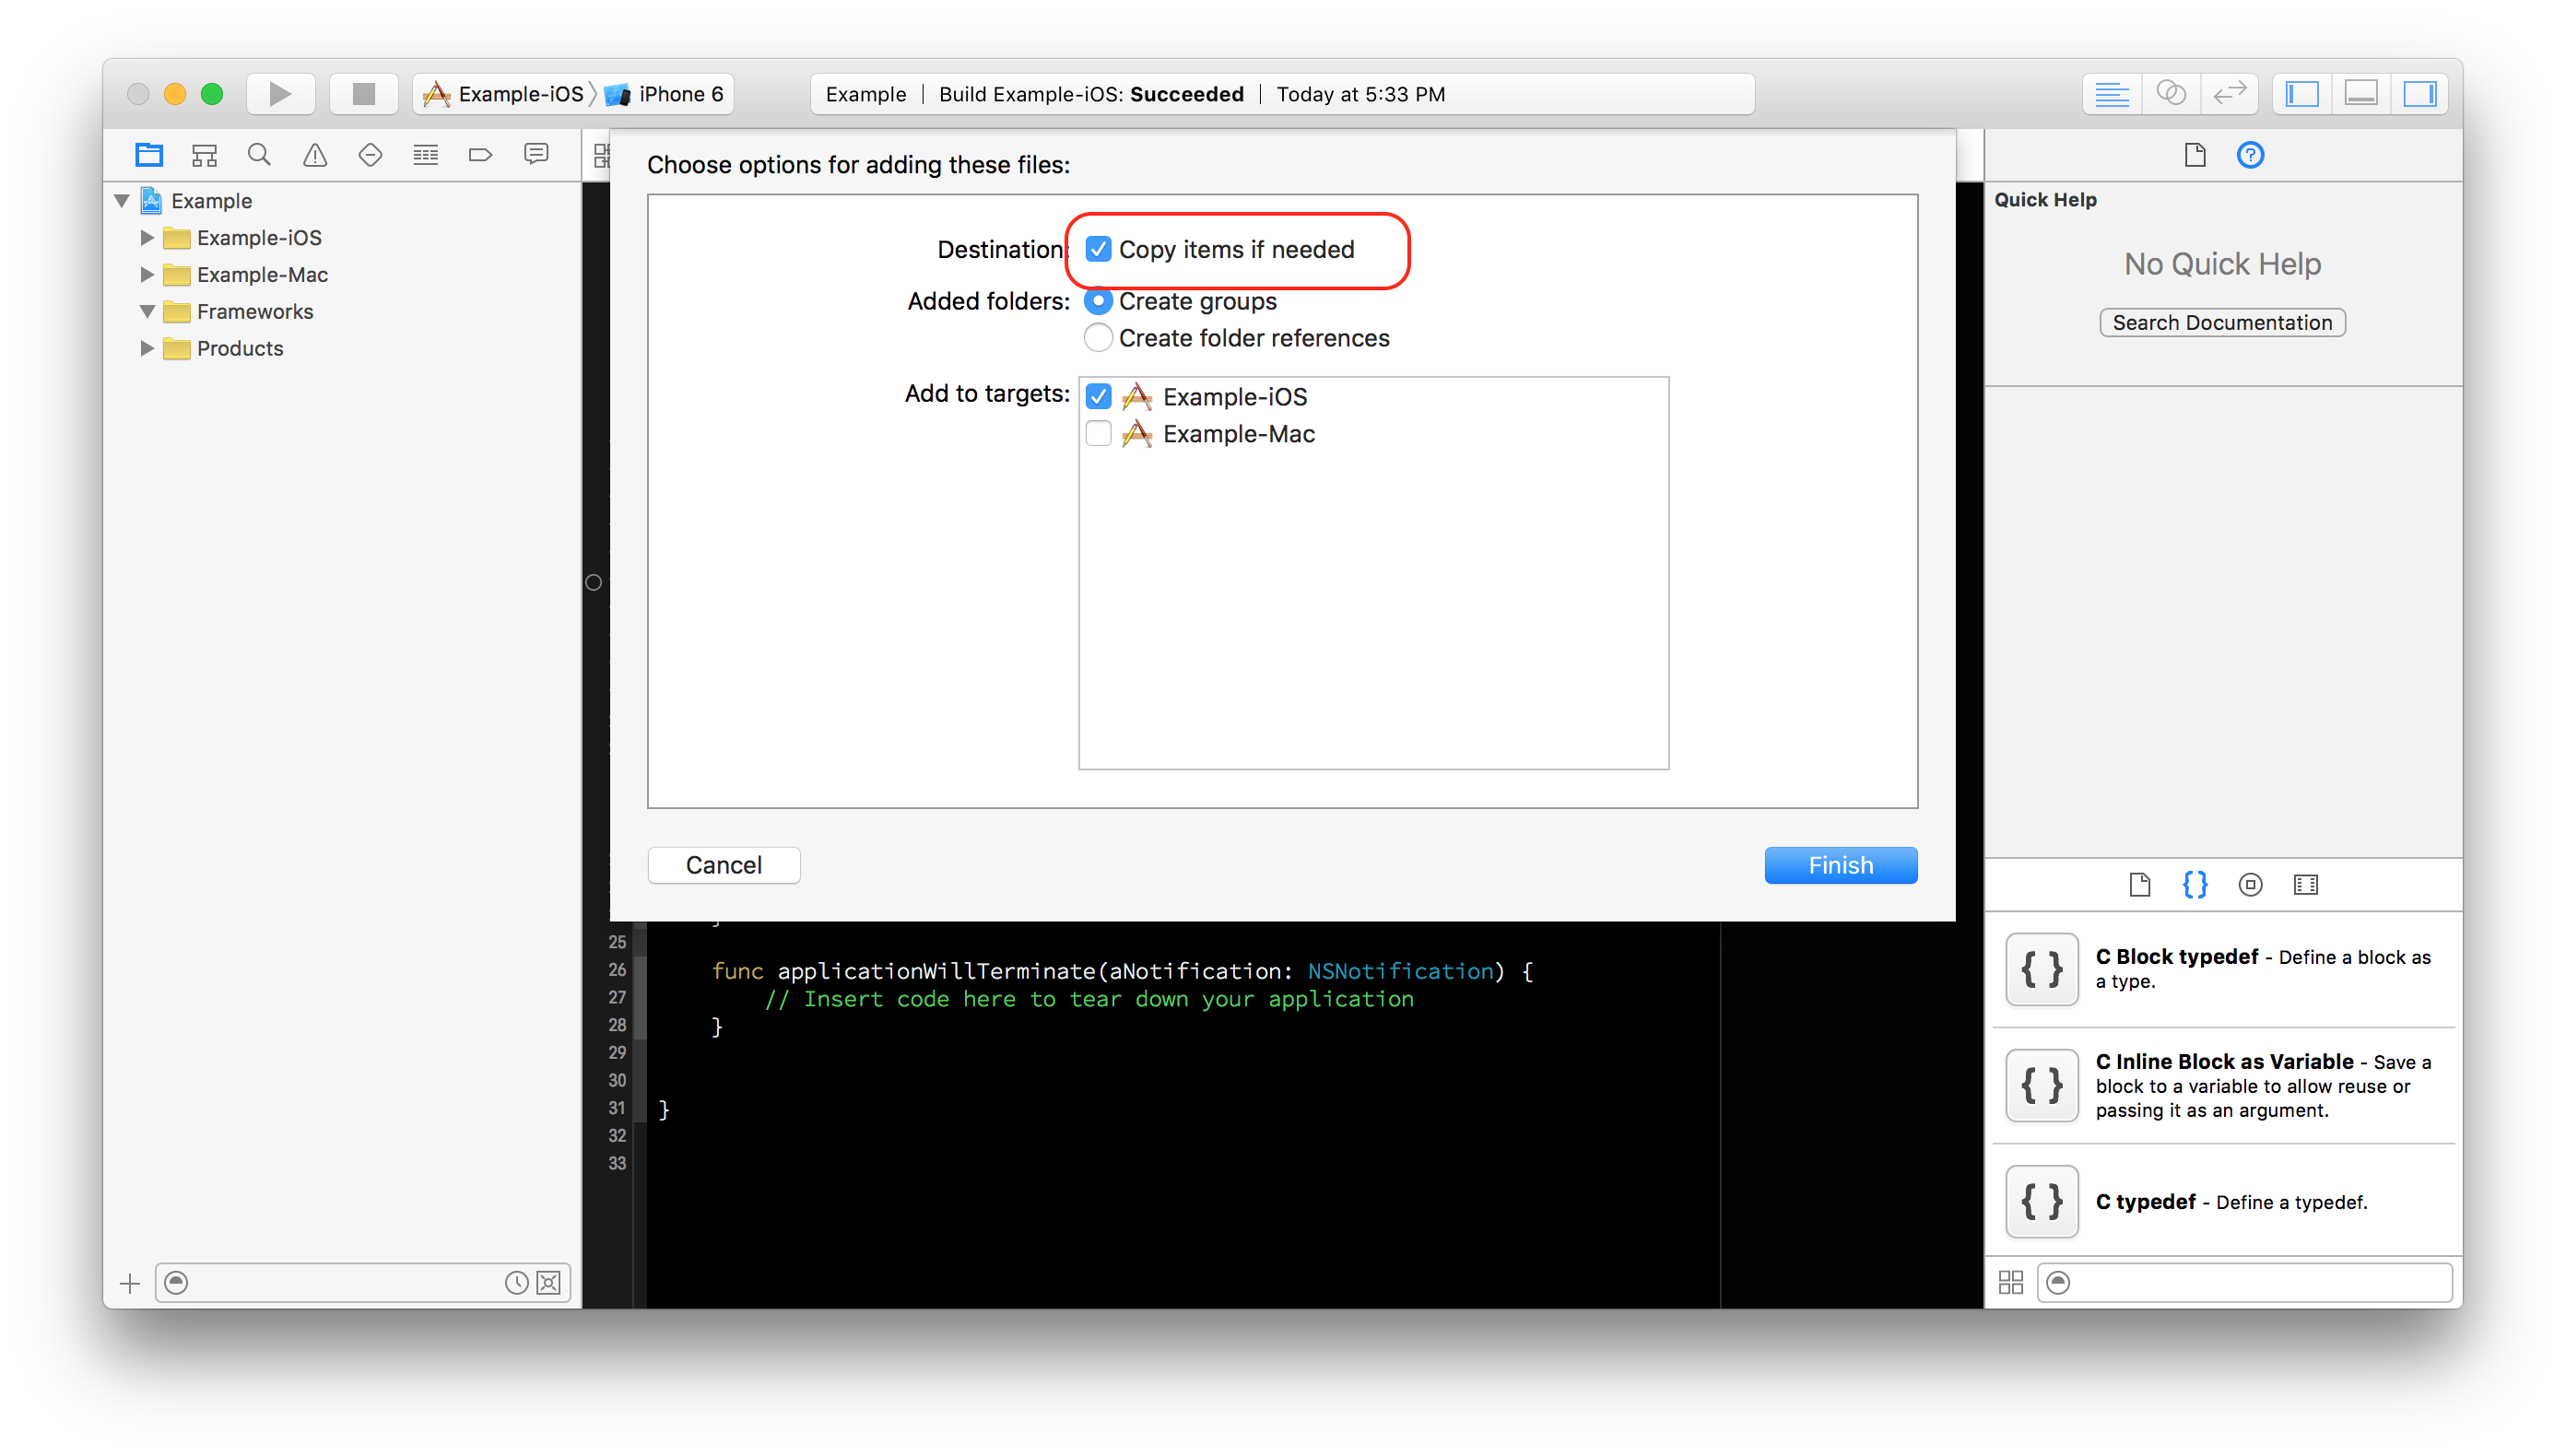 Example-iOS
iPhone 6
Example
Build Example-iOS: Succeeded
Today at 5:33 PM
Example
Example-iOS
Example-Mac
Frameworks
Products
Choose options for adding these files:
Destination:
Copy items if needed
Added folders:
Create groups
Create folder references
Add to targets:
Example-iOS
Example-Mac
Cancel
Finish
25
26 func applicationWillTerminate(aNotification: NSNotification) {
27 // Insert code here to tear down your application
28 }
29
30
31 }
32
33
Quick Help
No Quick Help
Search Documentation
{ }
C Block typedef - Define a block as
a type.
{ }
C Inline Block as Variable - Save a
block to a variable to allow reuse or
passing it as an argument.
{ }
C typedef - Define a typedef.